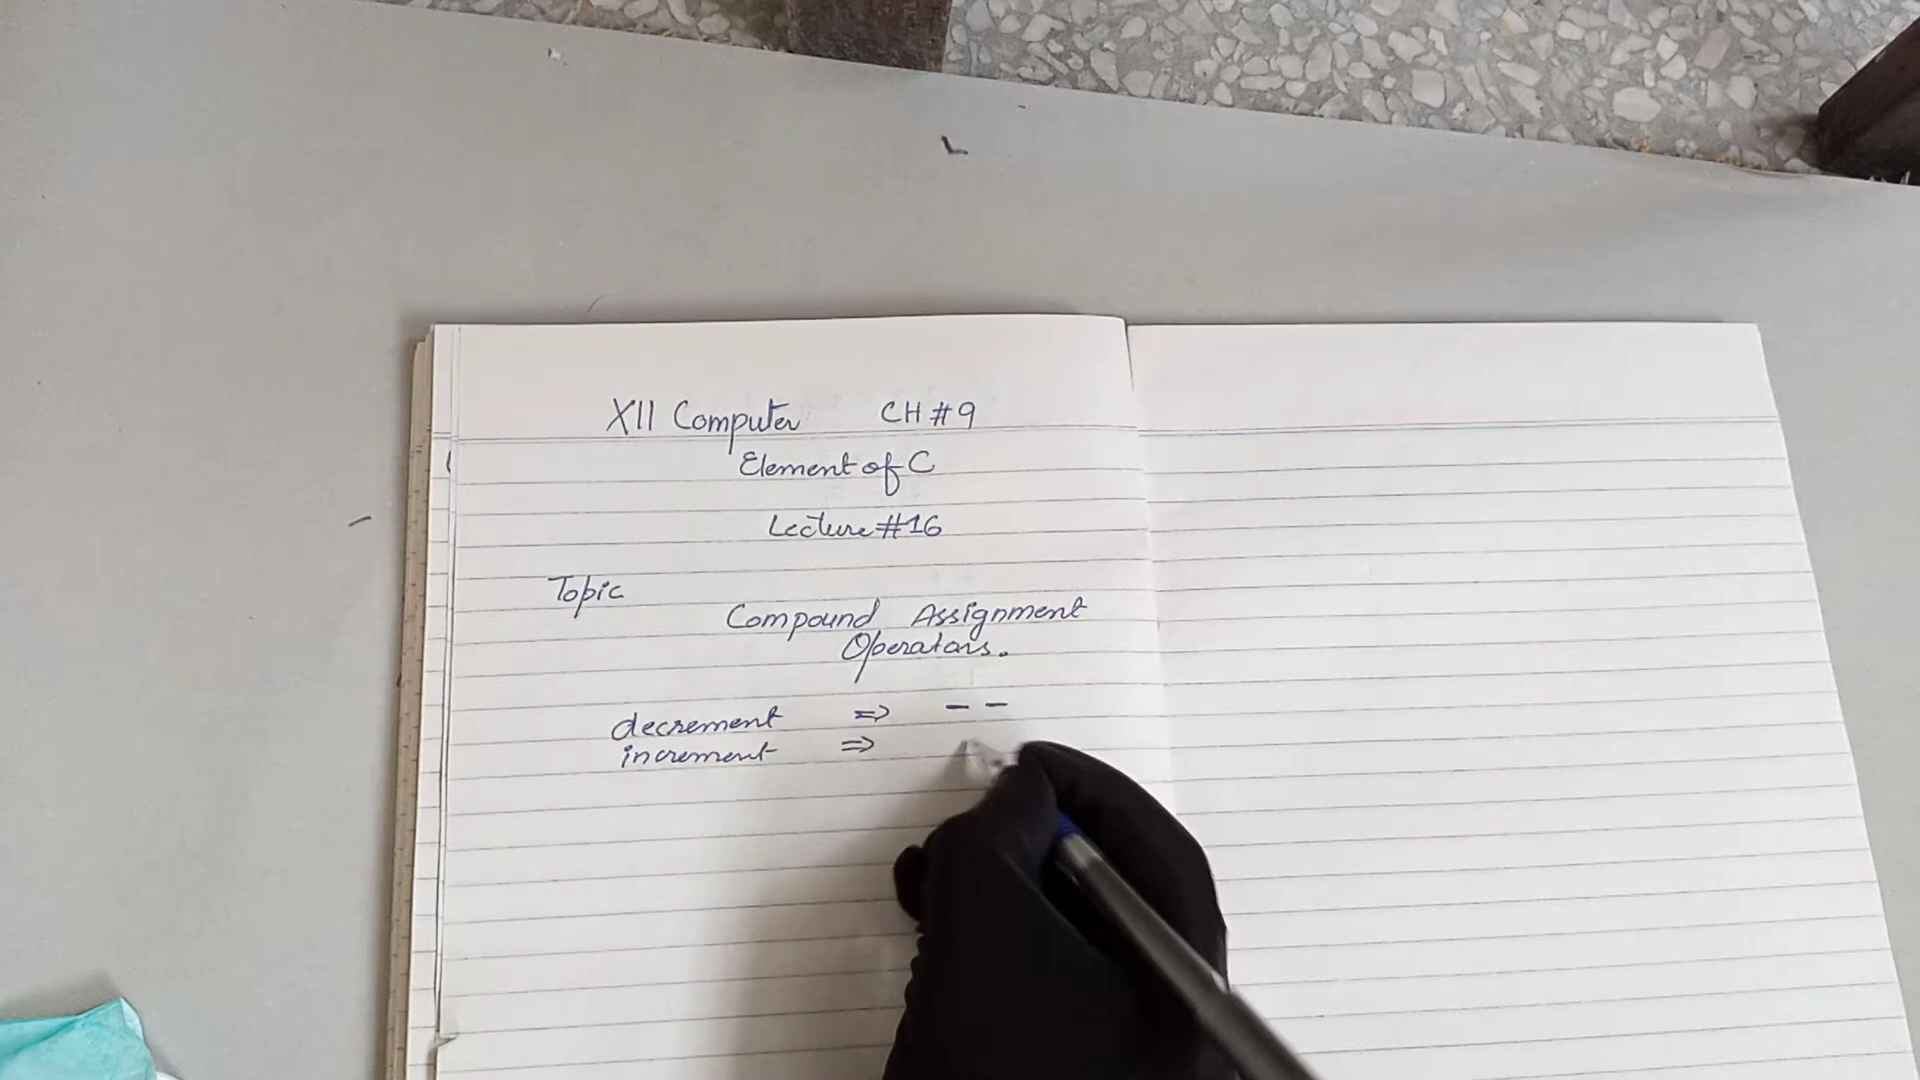 XII Computer CH#9
Element of C
Lecture#16
Topic
Compound Assignment
Operators.
decrement => --
increment =>